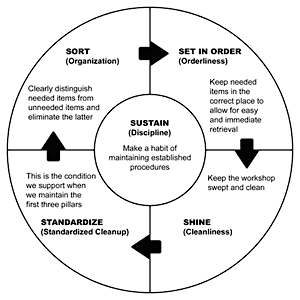 SORT
(Organization)
Clearly distinguish
needed items from
unneeded items and
eliminate the latter
SET IN ORDER
(Orderliness)
Keep needed
items in the
correct place to
allow for easy
and immediate
retrieval
SUSTAIN
(Discipline)
Make a habit of
maintaining established
procedures
Keep the workshop
swept and clean
SHINE
(Cleanliness)
This is the condition
we support when
we maintain the
first three pillars
STANDARDIZE
(Standardized Cleanup)